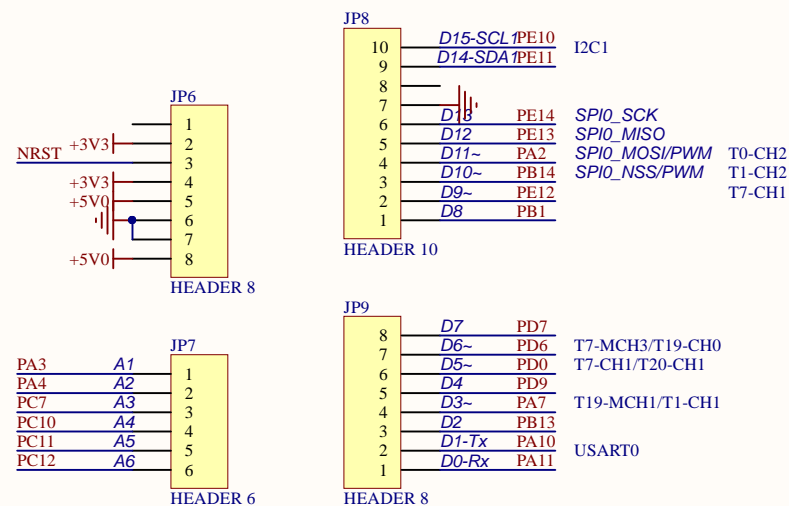 JP6
1
+3V3 2
NRST 3
+3V3 4
+5V0 5
6
7
+5V0 8
HEADER 8
JP8
10 D15-SCL1 PE10 I2C1
9 D14-SDA1 PE11
8
7
6 D13 PE14 SPI0_SCK
5 D12 PE13 SPI0_MISO
4 D11~ PA2 SPI0_MOSI/PWM T0-CH2
3 D10~ PB14 SPI0_NSS/PWM T1-CH2
2 D9~ PE12 T7-CH1
1 D8 PB1
HEADER 10
JP7
PA3 A1 1
PA4 A2 2
PC7 A3 3
PC10 A4 4
PC11 A5 5
PC12 A6 6
HEADER 6
JP9
8 D7 PD7
7 D6~ PD6 T7-MCH3/T19-CH0
6 D5~ PD0 T7-CH1/T20-CH1
5 D4 PD9
4 D3~ PA7 T19-MCH1/T1-CH1
3 D2 PB13
2 D1-Tx PA10 USART0
1 D0-Rx PA11
HEADER 8